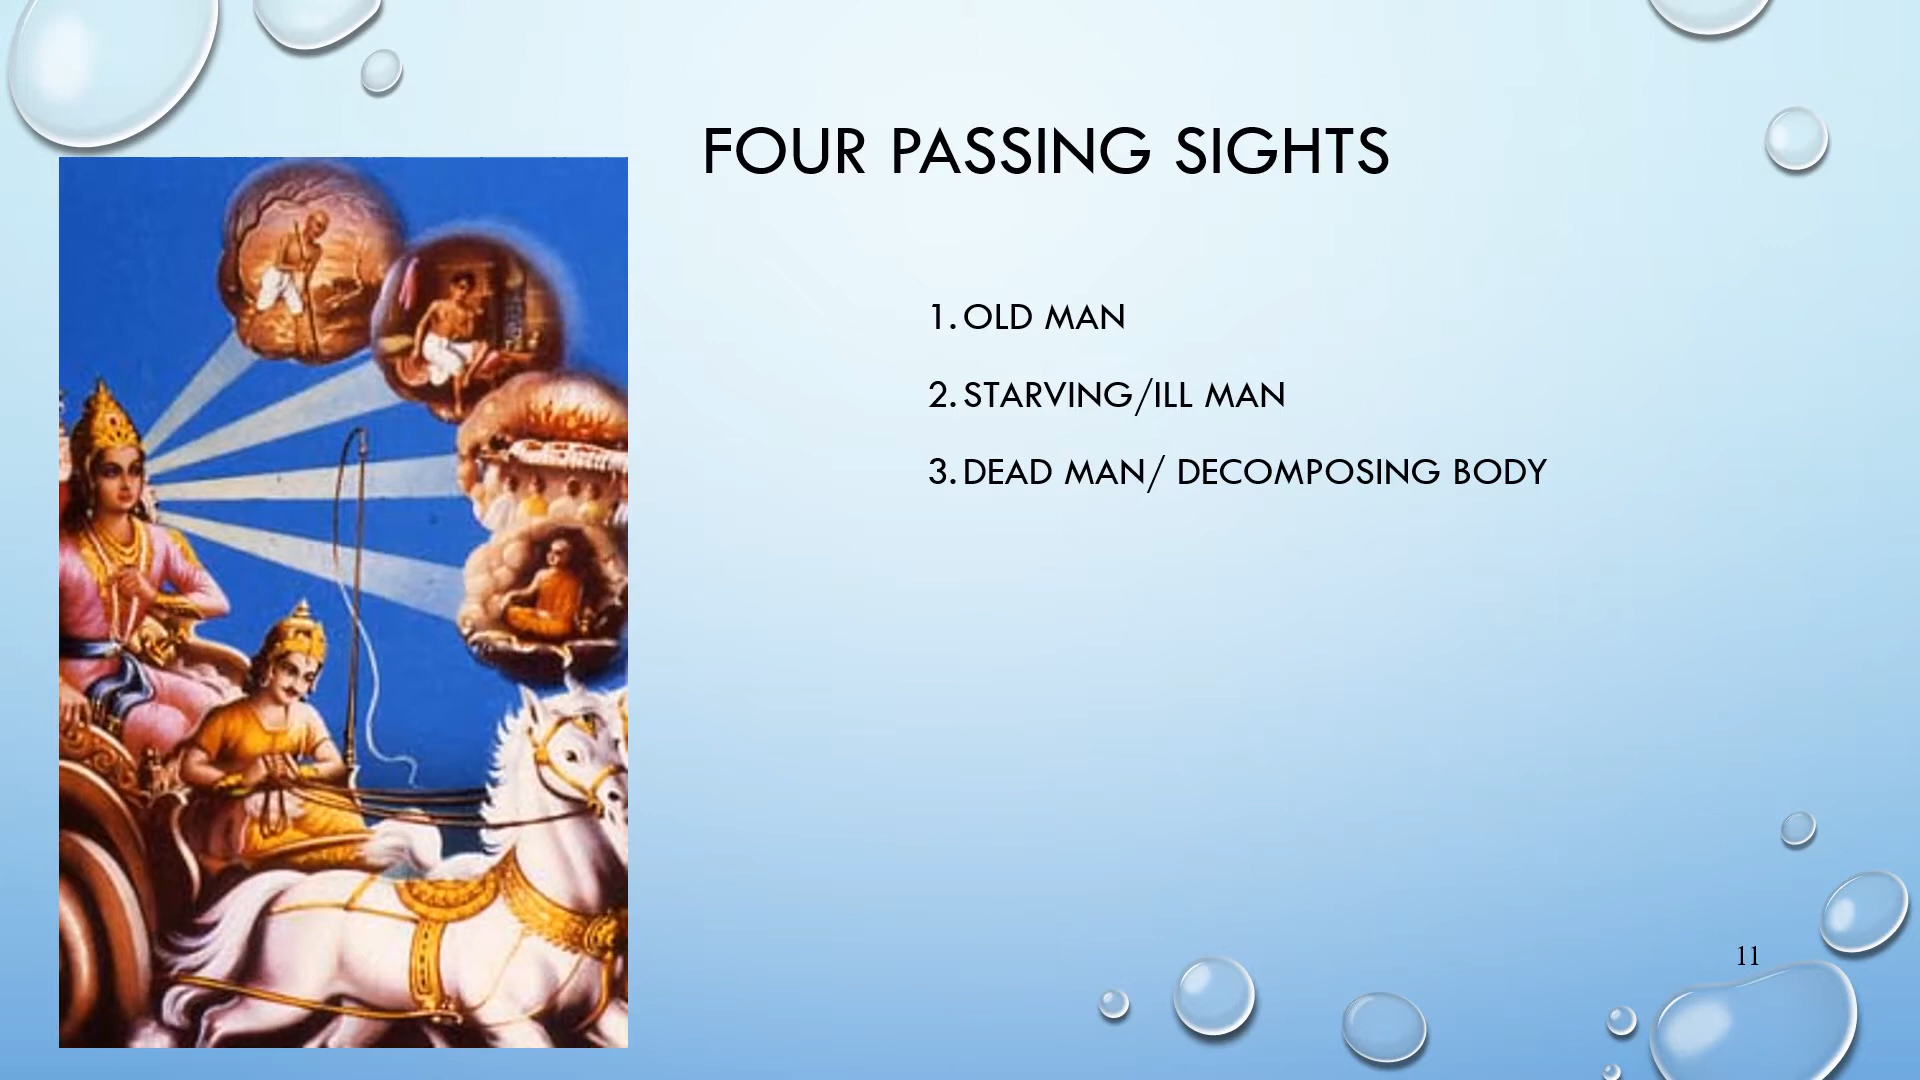 FOUR PASSING SIGHTS
1. OLD MAN
2. STARVING/ILL MAN
3. DEAD MAN/ DECOMPOSING BODY
11